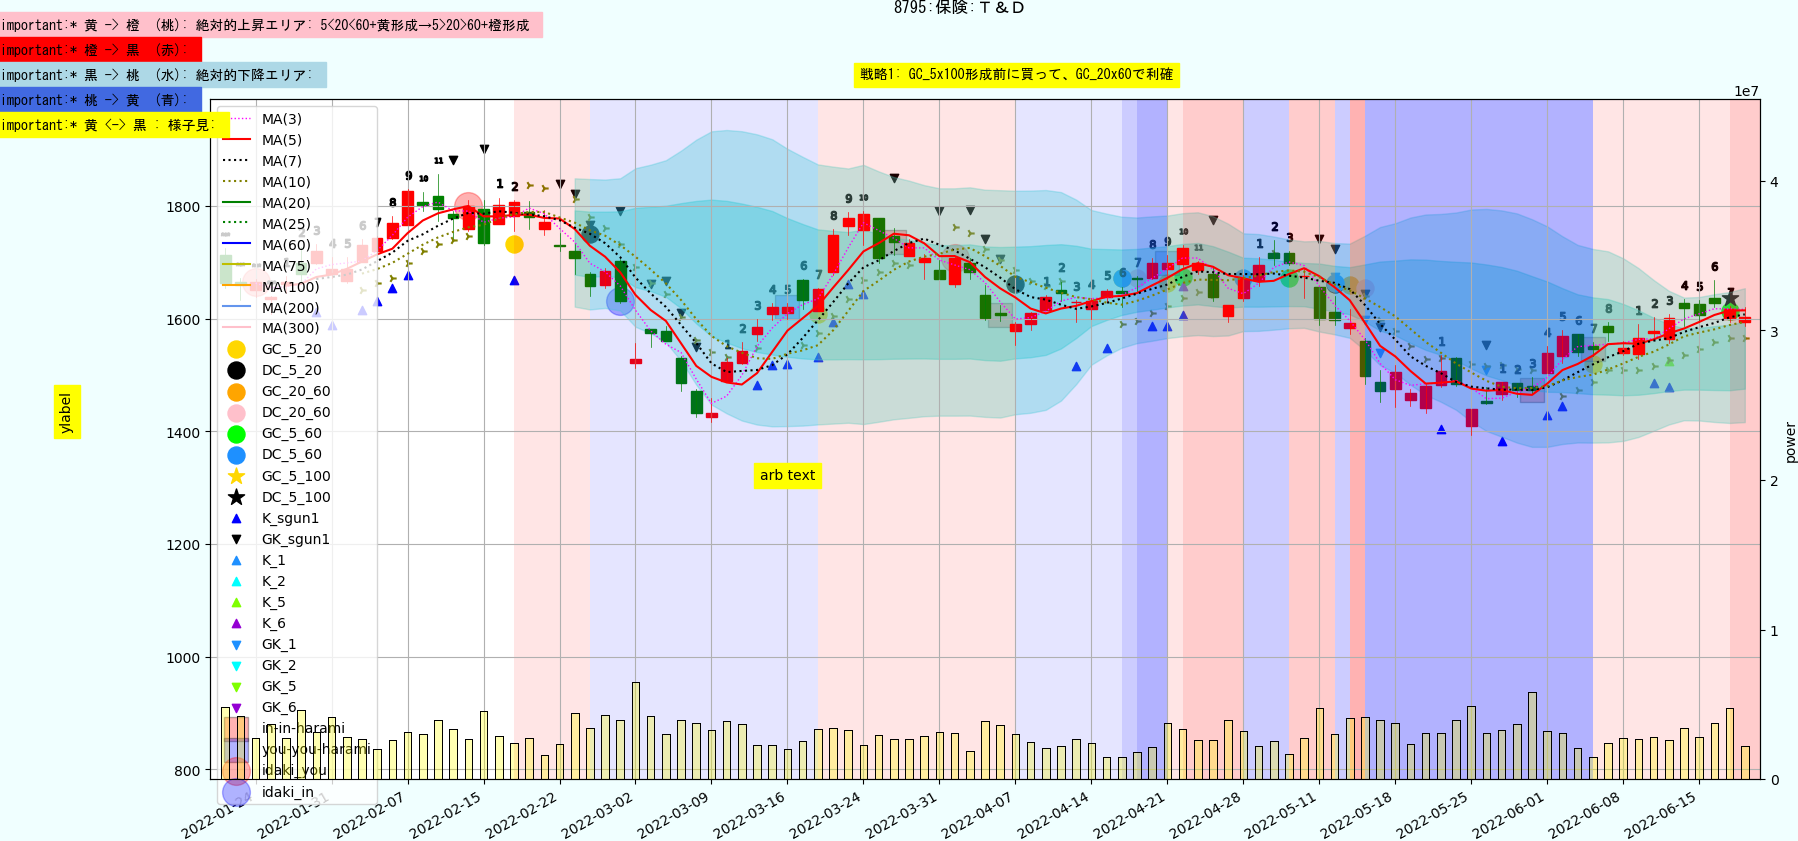 8795:保険:Ｔ＆Ｄ
important:* 黄 -> 橙 (桃): 絶対的上昇エリア: 5<20<60+黄形成→5>20>60+橙形成
important:* 橙 -> 黒 (赤):
important:* 黒 -> 桃 (水): 絶対的下降エリア:
important:* 桃 -> 黄 (青):
important:* 黄 <-> 黒 : 様子見:
戦略1: GC_5x100形成前に買って、GC_20x60で利確
1e7
MA(3)
MA(5)
MA(7)
MA(10)
MA(20)
MA(25)
MA(60)
MA(75)
MA(100)
MA(200)
MA(300)
GC_5_20
DC_5_20
GC_20_60
DC_20_60
GC_5_60
DC_5_60
GC_5_100
DC_5_100
K_sgun1
GK_sgun1
K_1
K_2
K_5
K_6
GK_1
GK_2
GK_5
GK_6
in-in-harami
you-you-harami
idaki_you
idaki_in
1800
1600
1400
1200
1000
800
ylabel
arb text
4
3
2
1
0
power
2022-01-24
2022-01-31
2022-02-07
2022-02-15
2022-02-22
2022-03-02
2022-03-09
2022-03-16
2022-03-24
2022-03-31
2022-04-07
2022-04-14
2022-04-21
2022-04-28
2022-05-11
2022-05-18
2022-05-25
2022-06-01
2022-06-08
2022-06-15